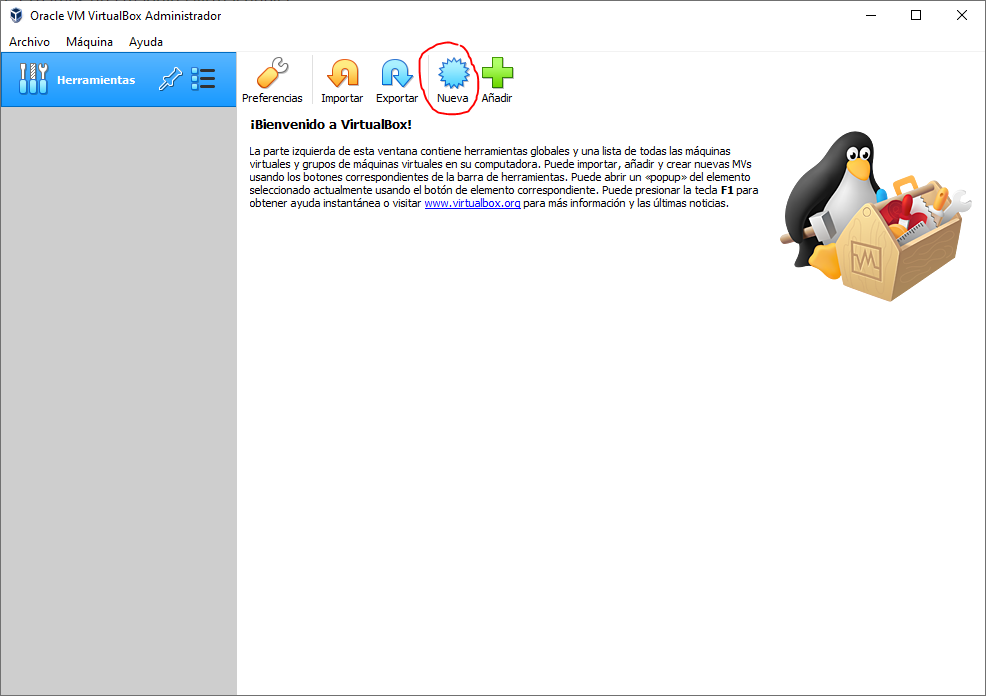 Oracle VM VirtualBox Administrador
Archivo Máquina Ayuda
Herramientas
Preferencias Importar Exportar Nueva Añadir
¡Bienvenido a VirtualBox!
La parte izquierda de esta ventana contiene herramientas globales y una lista de todas las máquinas
virtuales y grupos de máquinas virtuales en su computadora. Puede importar, añadir y crear nuevas MVs
usando los botones correspondientes de la barra de herramientas. Puede abrir un «popup» del elemento
seleccionado actualmente usando el botón de elemento correspondiente. Puede presionar la tecla F1 para
obtener ayuda instantánea o visitar www.virtualbox.org para más información y las últimas noticias.